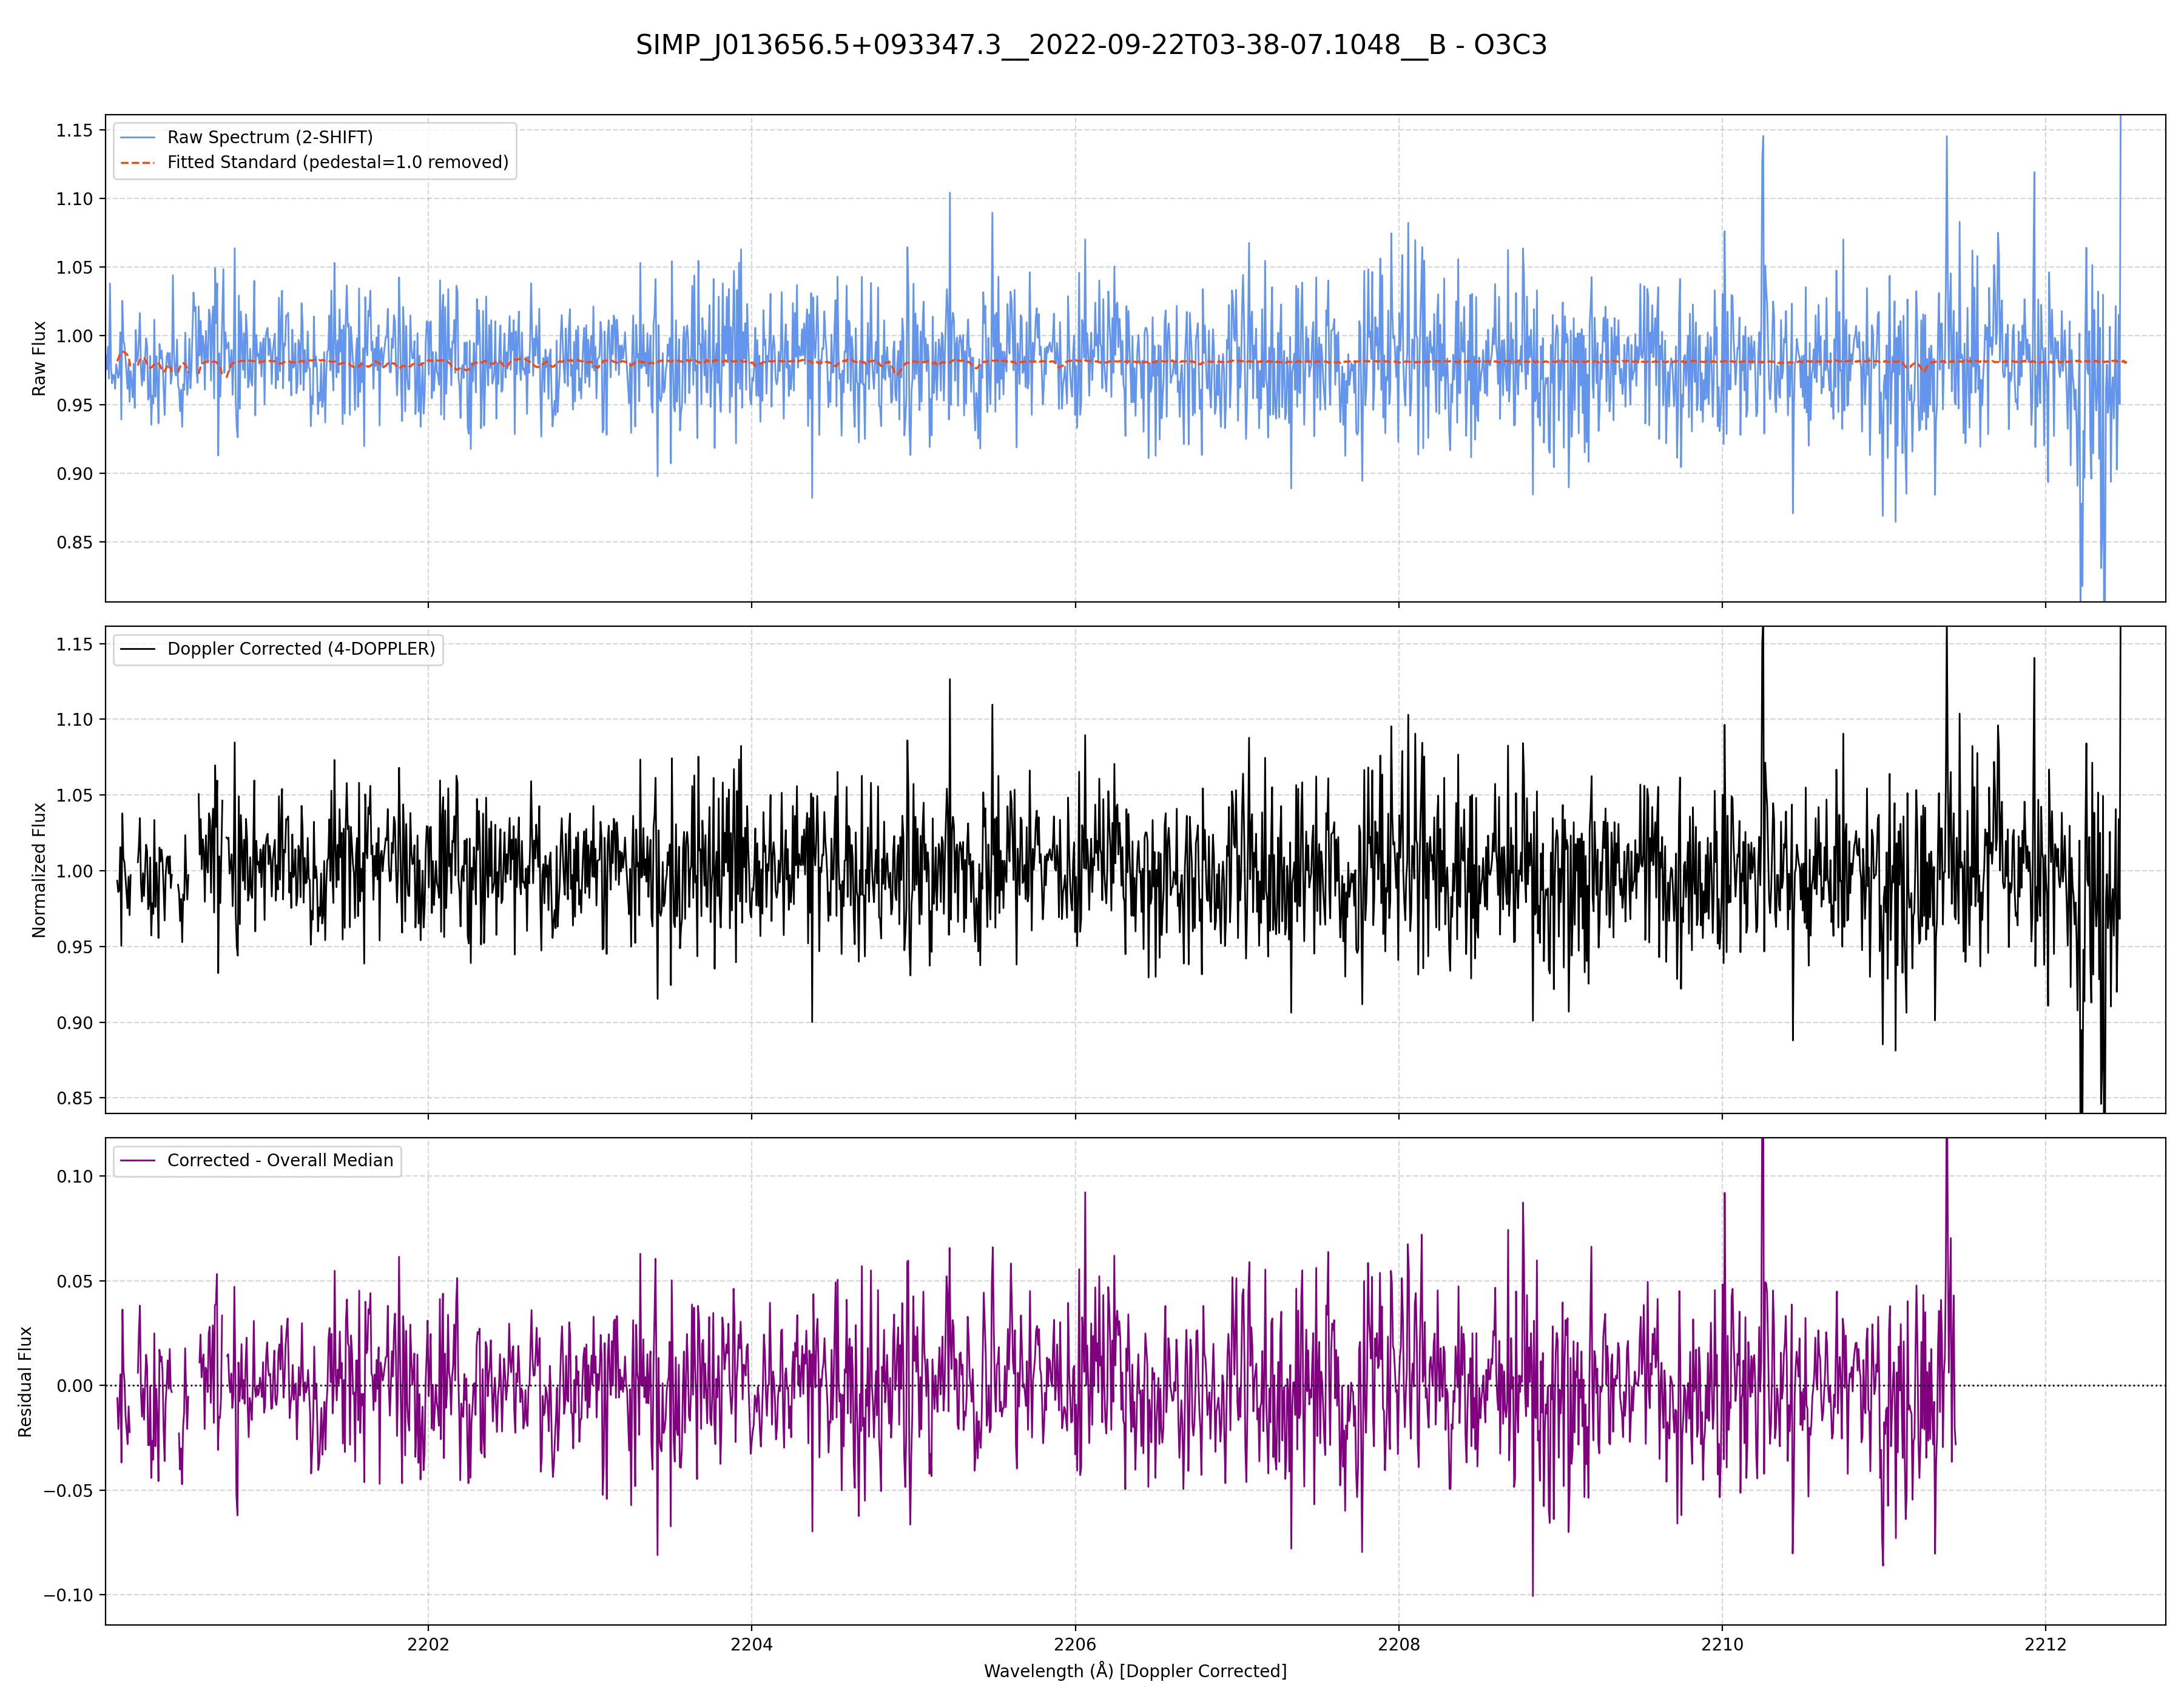 SIMP_J013656.5+093347.3__2022-09-22T03-38-07.1048__B - O3C3
Raw Spectrum (2-SHIFT)
Fitted Standard (pedestal=1.0 removed)
Raw Flux
1.15
1.10
1.05
1.00
0.95
0.90
0.85
Doppler Corrected (4-DOPPLER)
Normalized Flux
1.15
1.10
1.05
1.00
0.95
0.90
0.85
Corrected - Overall Median
Residual Flux
0.10
0.05
0.00
−0.05
−0.10
2202
2204
2206
2208
2210
2212
Wavelength (Å) [Doppler Corrected]